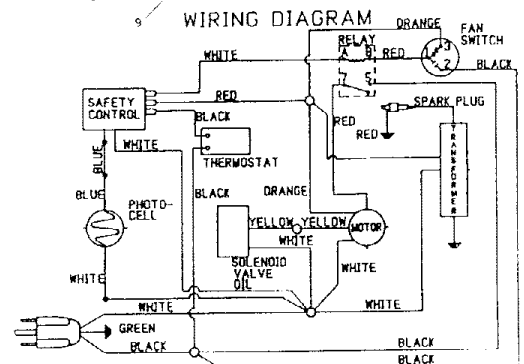 9
WIRING DIAGRAM
ORANGE
FAN
SWITCH
RELAY
WHITE
A
B
RED
3
1
2
BLACK
7
5
SAFETY
CONTROL
RED
SPARK PLUG
BLACK
RED
RED
TRANSFORMER
WHITE
BLUE
THERMOSTAT
BLUE
PHOTO-
CELL
BLACK
ORANGE
YELLOW
YELLOW
MOTOR
WHITE
SOLENOID
VALVE
OIL
WHITE
WHITE
WHITE
WHITE
GREEN
BLACK
BLACK
BLACK